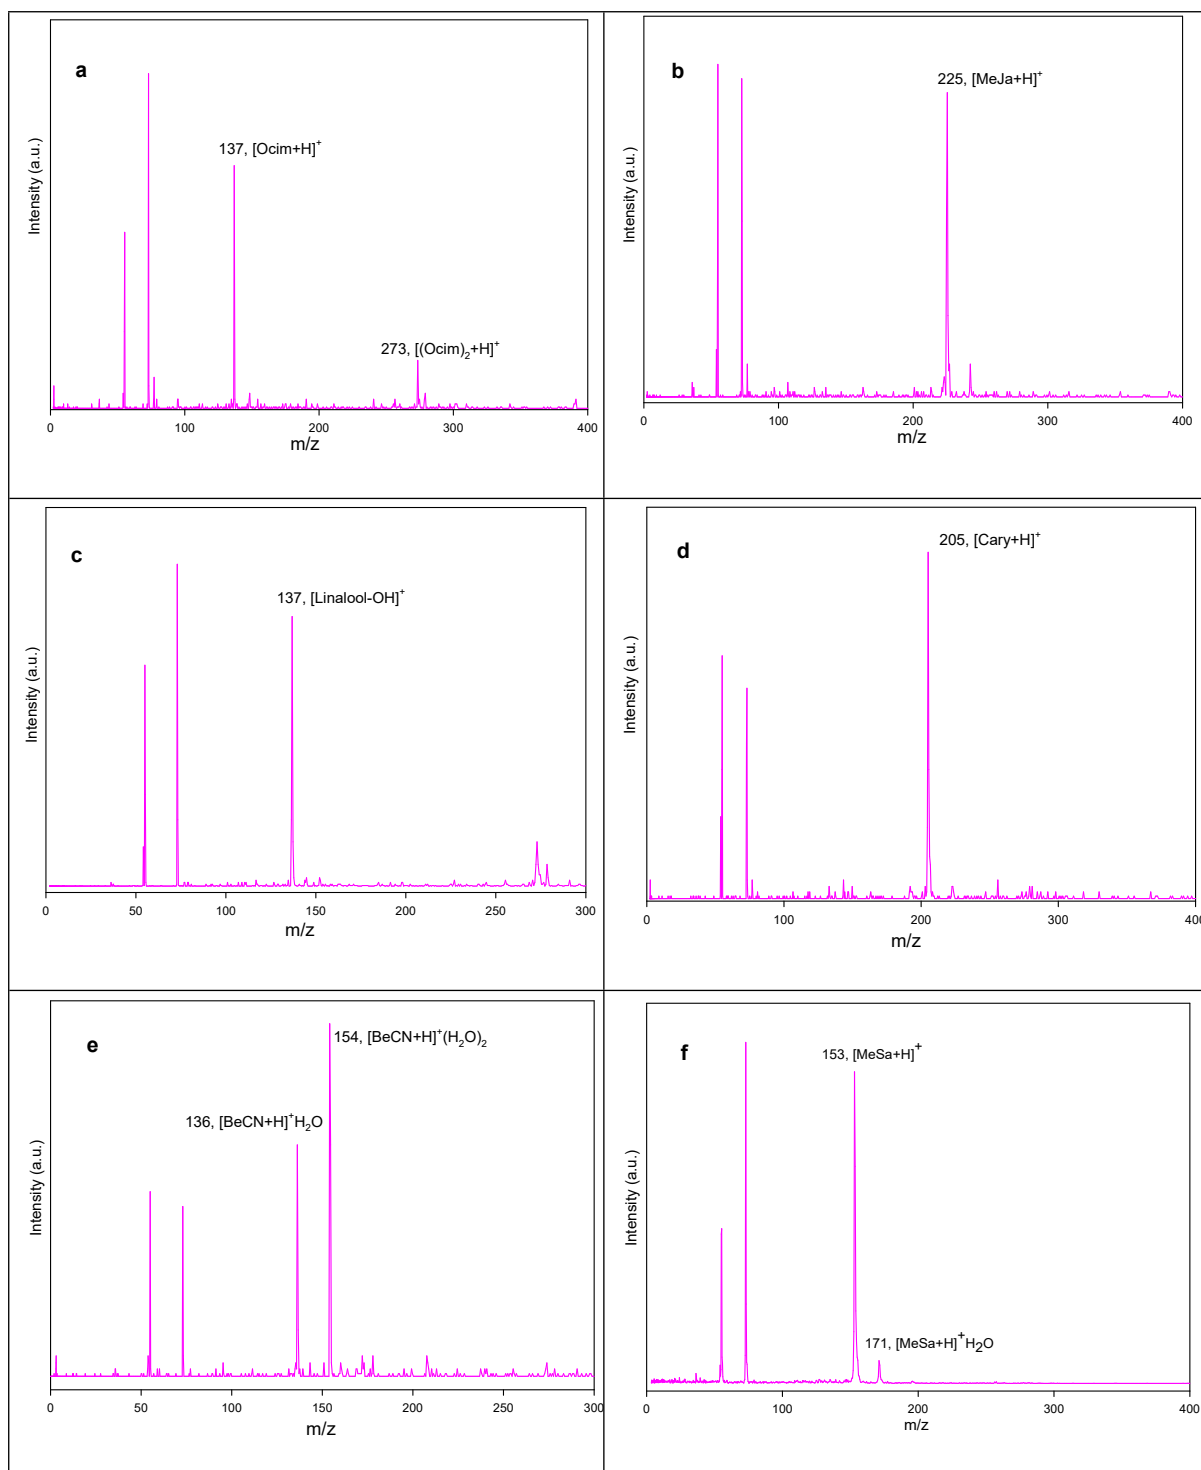 a
137, [Ocim+H]⁺
273, [(Ocim)₂+H]⁺
Intensity (a.u.)
0 100 200 300 400
m/z
b
225, [MeJa+H]⁺
Intensity (a.u.)
0 100 200 300 400
m/z
c
137, [Linalool-OH]⁺
Intensity (a.u.)
0 50 100 150 200 250 300
m/z
d
205, [Cary+H]⁺
Intensity (a.u.)
0 100 200 300 400
m/z
e
154, [BeCN+H]⁺(H₂O)₂
136, [BeCN+H]⁺H₂O
Intensity (a.u.)
0 50 100 150 200 250 300
m/z
f
153, [MeSa+H]⁺
171, [MeSa+H]⁺H₂O
Intensity (a.u.)
0 100 200 300 400
m/z